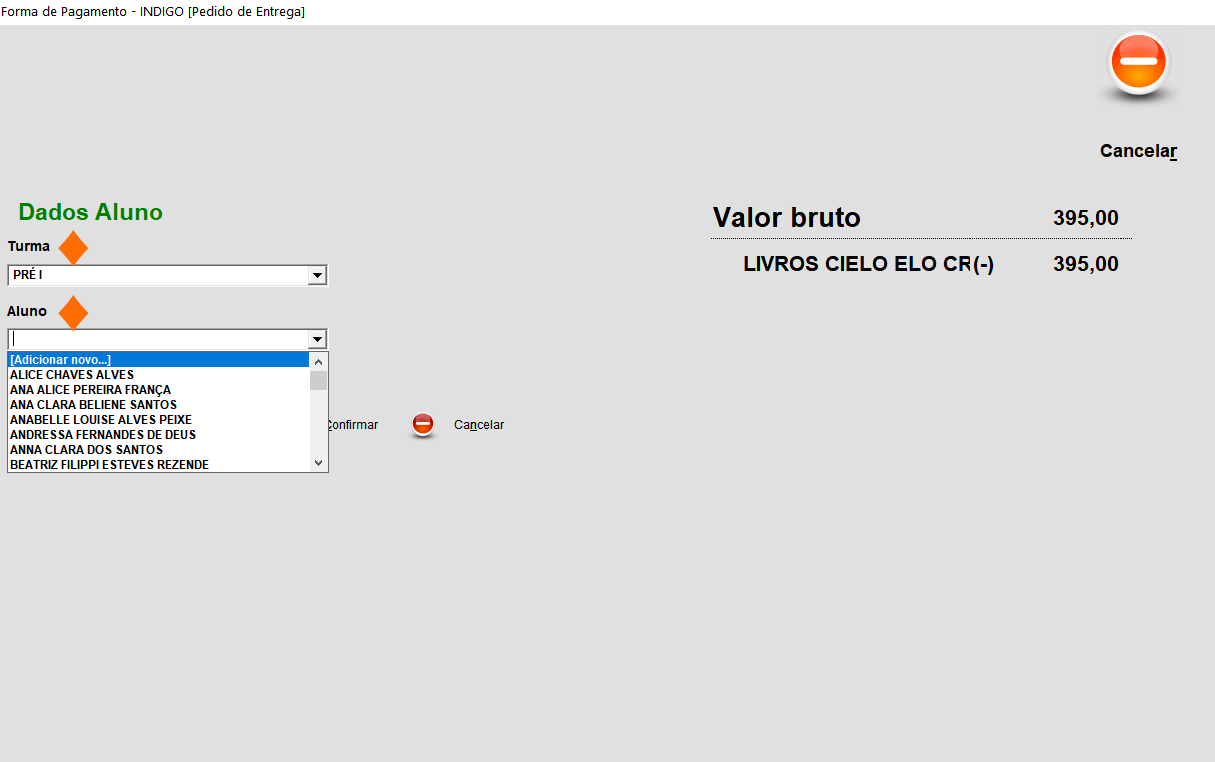 Forma de Pagamento - INDIGO [Pedido de Entrega]
Cancelar
Dados Aluno
Turma
PRÉ I
Aluno
[Adicionar novo...]
ALICE CHAVES ALVES
ANA ALICE PEREIRA FRANÇA
ANA CLARA BELIENE SANTOS
ANABELLE LOUISE ALVES PEIXE
ANDRESSA FERNANDES DE DEUS
ANNA CLARA DOS SANTOS
BEATRIZ FILIPPI ESTEVES REZENDE
Confirmar
Cancelar
Valor bruto 395,00
LIVROS CIELO ELO CR(-) 395,00